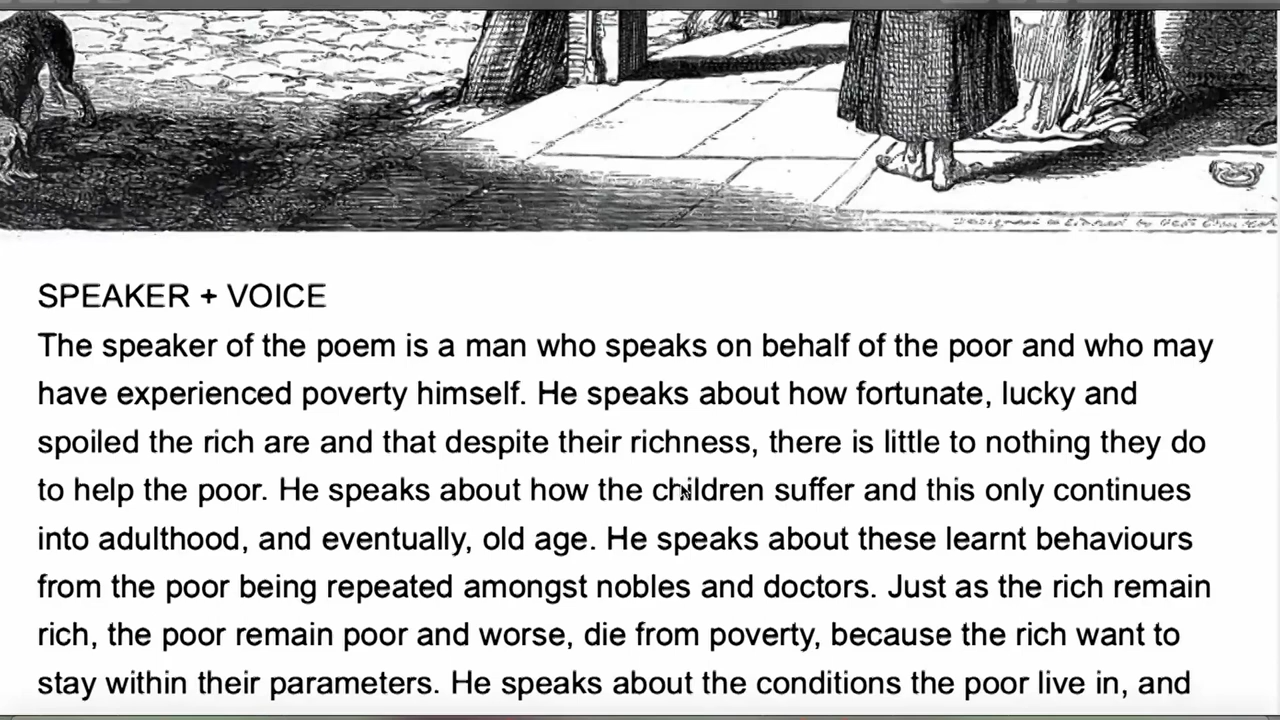 SPEAKER + VOICE
The speaker of the poem is a man who speaks on behalf of the poor and who may
have experienced poverty himself. He speaks about how fortunate, lucky and
spoiled the rich are and that despite their richness, there is little to nothing they do
to help the poor. He speaks about how the children suffer and this only continues
into adulthood, and eventually, old age. He speaks about these learnt behaviours
from the poor being repeated amongst nobles and doctors. Just as the rich remain
rich, the poor remain poor and worse, die from poverty, because the rich want to
stay within their parameters. He speaks about the conditions the poor live in, and